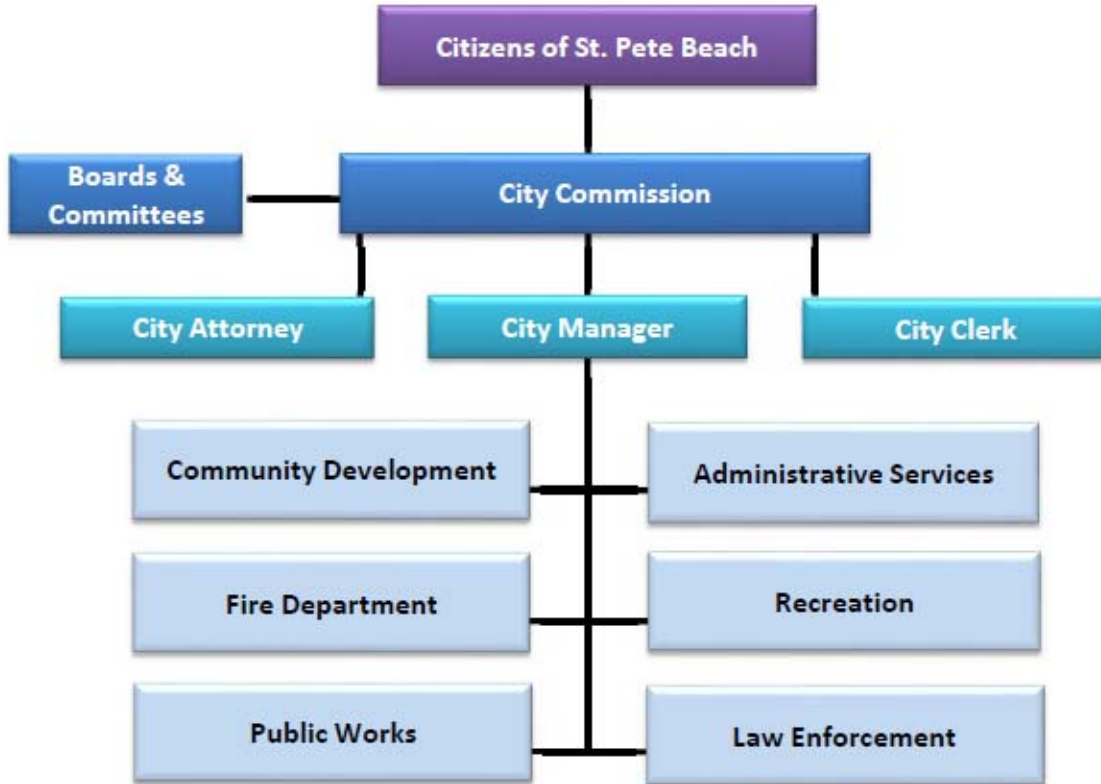 Citizens of St. Pete Beach
Boards &
Committees
City Commission
City Attorney
City Manager
City Clerk
Community Development
Administrative Services
Fire Department
Recreation
Public Works
Law Enforcement